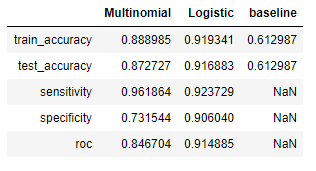 Multinomial Logistic baseline
train_accuracy 0.888985 0.919341 0.612987
test_accuracy 0.872727 0.916883 0.612987
sensitivity 0.961864 0.923729 NaN
specificity 0.731544 0.906040 NaN
roc 0.846704 0.914885 NaN